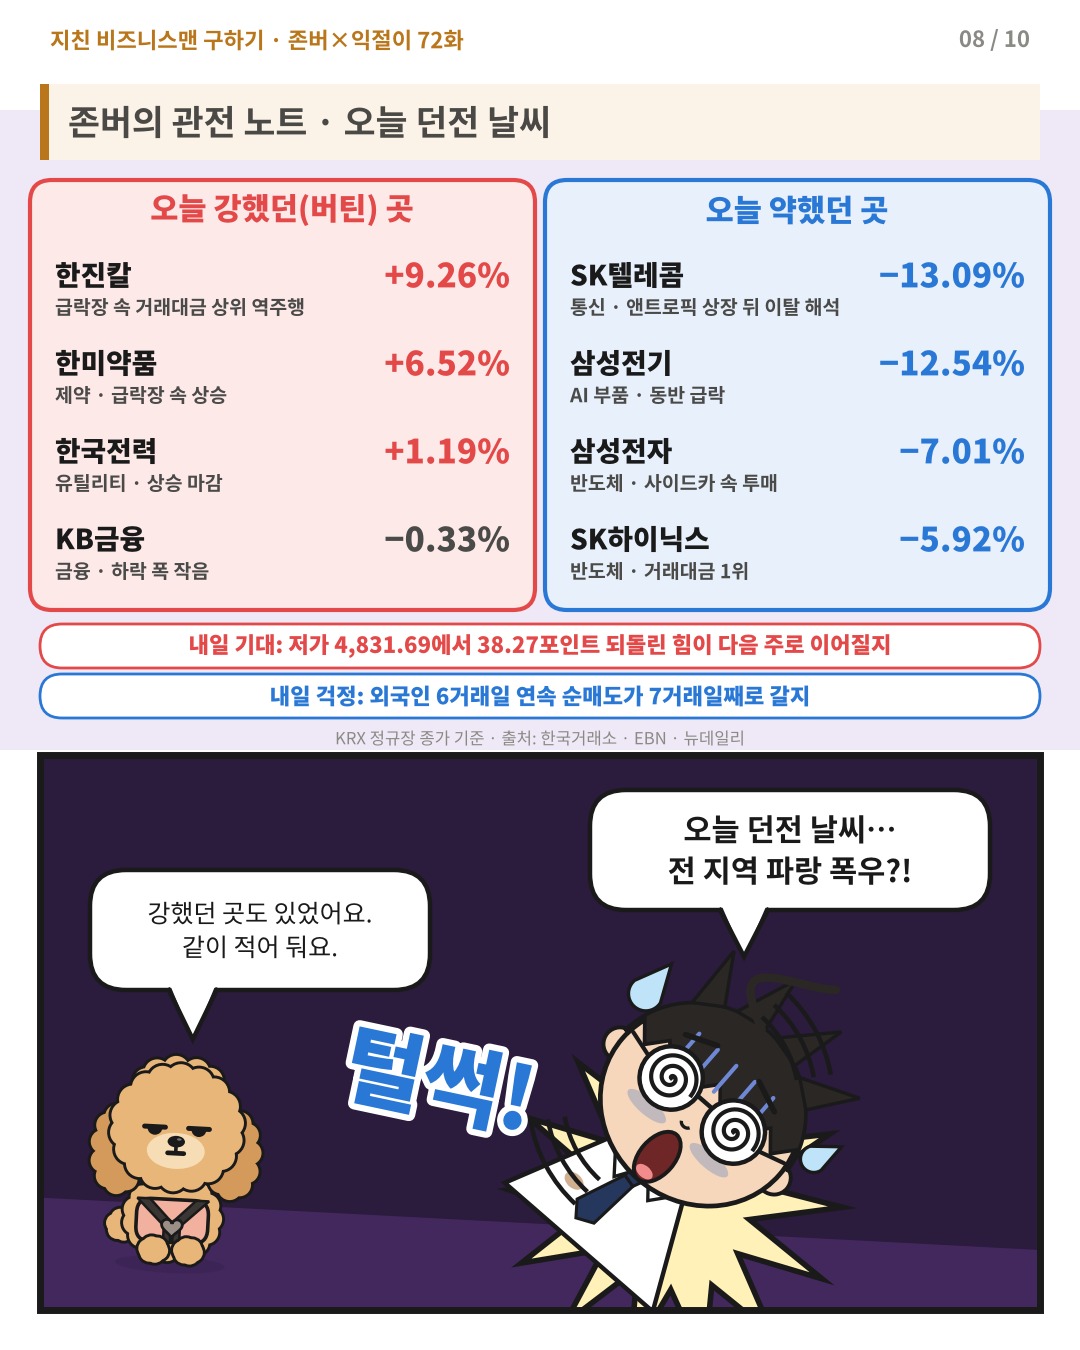 지친 비즈니스맨 구하기 · 존버×익절이 72화
08 / 10
존버의 관전 노트 · 오늘 던전 날씨
오늘 강했던(버틴) 곳
한진칼 +9.26%
급락장 속 거래대금 상위 역주행
한미약품 +6.52%
제약 · 급락장 속 상승
한국전력 +1.19%
유틸리티 · 상승 마감
KB금융 −0.33%
금융 · 하락 폭 작음
오늘 약했던 곳
SK텔레콤 −13.09%
통신 · 앤트로픽 상장 뒤 이탈 해석
삼성전기 −12.54%
AI 부품 · 동반 급락
삼성전자 −7.01%
반도체 · 사이드카 속 투매
SK하이닉스 −5.92%
반도체 · 거래대금 1위
내일 기대: 저가 4,831.69에서 38.27포인트 되돌린 힘이 다음 주로 이어질지
내일 걱정: 외국인 6거래일 연속 순매도가 7거래일째로 갈지
KRX 정규장 종가 기준 · 출처: 한국거래소 · EBN · 뉴데일리
오늘 던전 날씨…
전 지역 파랑 폭우?!
강했던 곳도 있었어요.
같이 적어 둬요.
털썩!